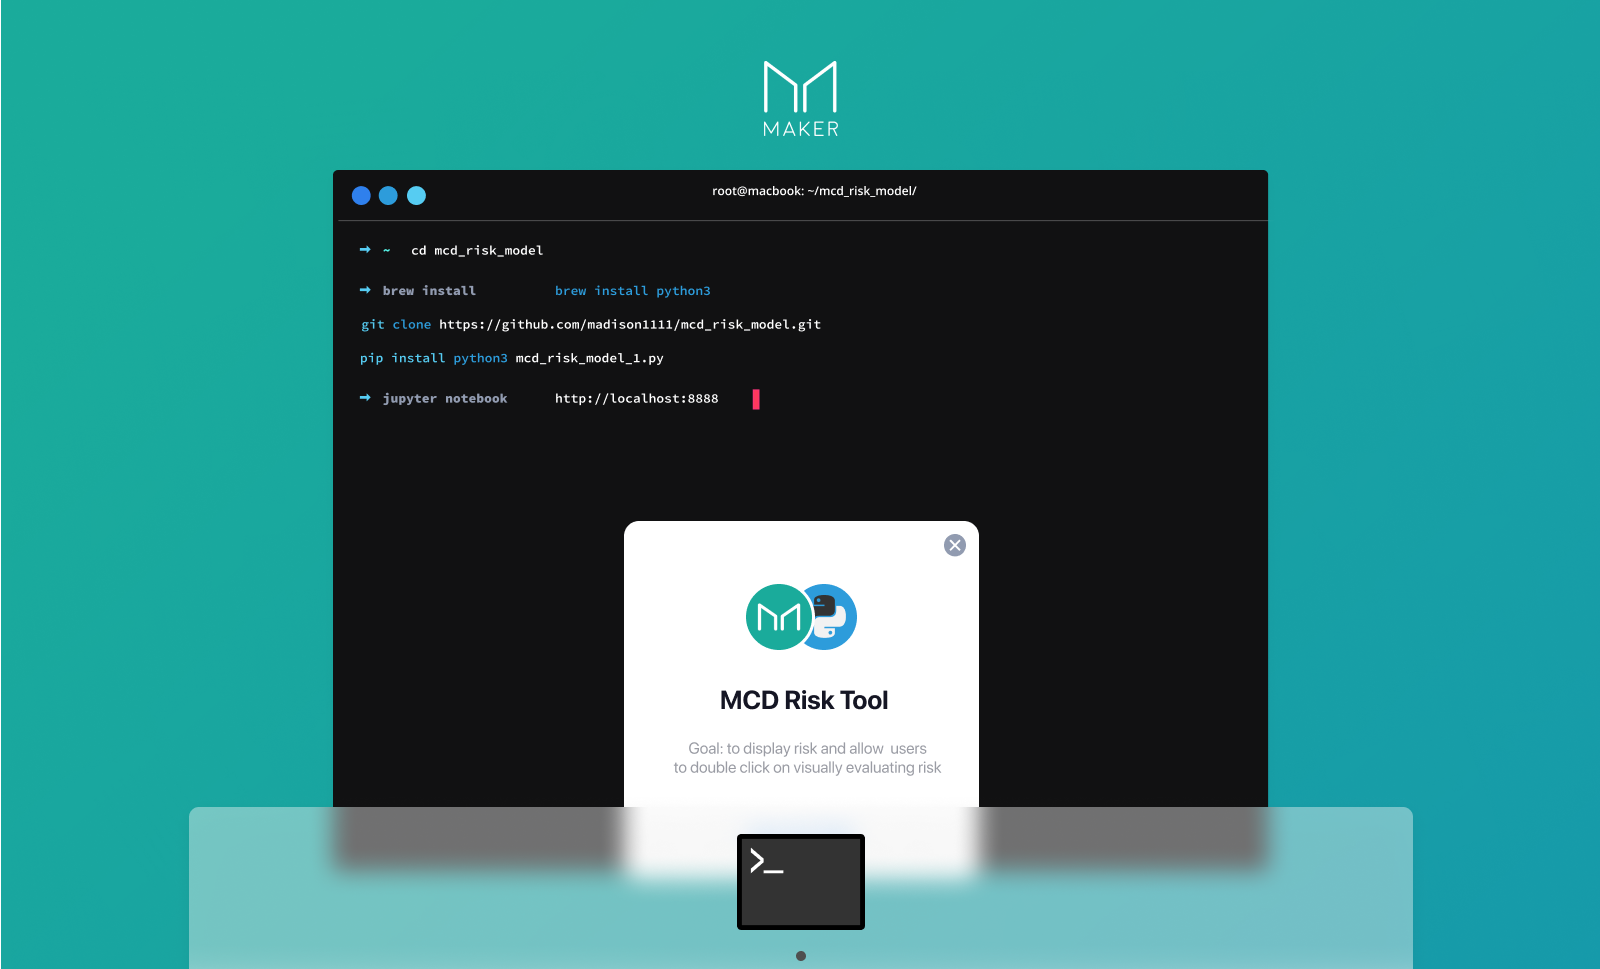 MAKER
root@macbook: ~/mcd_risk_model/
➞ ~ cd mcd_risk_model
➞ brew install brew install python3
git clone https://github.com/madison1111/mcd_risk_model.git
pip install python3 mcd_risk_model_1.py
➞ jupyter notebook http://localhost:8888
MCD Risk Tool
Goal: to display risk and allow users
to double click on visually evaluating risk
>_